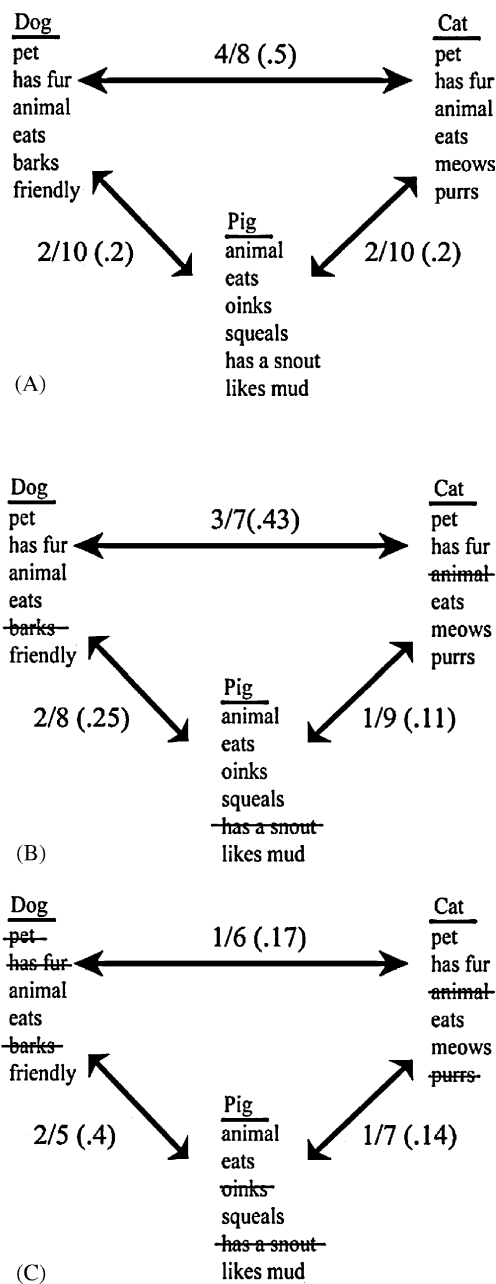 Dog
pet
has fur
animal
eats
barks
friendly
4/8 (.5)
Cat
pet
has fur
animal
eats
meows
purrs
2/10 (.2)
Pig
animal
eats
oinks
squeals
has a snout
likes mud
2/10 (.2)
(A)
Dog
pet
has fur
animal
eats
barks
friendly
3/7(.43)
Cat
pet
has fur
animal
eats
meows
purrs
2/8 (.25)
Pig
animal
eats
oinks
squeals
has a snout
likes mud
1/9 (.11)
(B)
Dog
pet
has fur
animal
eats
barks
friendly
1/6 (.17)
Cat
pet
has fur
animal
eats
meows
purrs
2/5 (.4)
Pig
animal
eats
oinks
squeals
has a snout
likes mud
1/7 (.14)
(C)